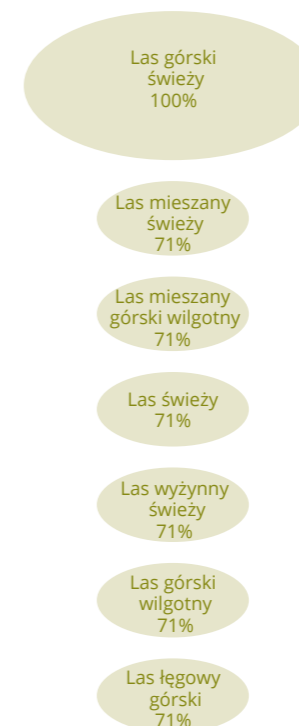 Las górski
świeży
100%
Las mieszany
świeży
71%
Las mieszany
górski wilgotny
71%
Las świeży
71%
Las wyżynny
świeży
71%
Las górski
wilgotny
71%
Las łęgowy
górski
71%